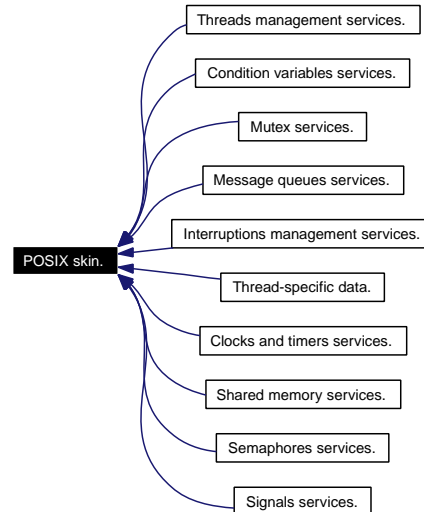 Threads management services.
Condition variables services.
Mutex services.
Message queues services.
Interruptions management services.
POSIX skin.
Thread-specific data.
Clocks and timers services.
Shared memory services.
Semaphores services.
Signals services.